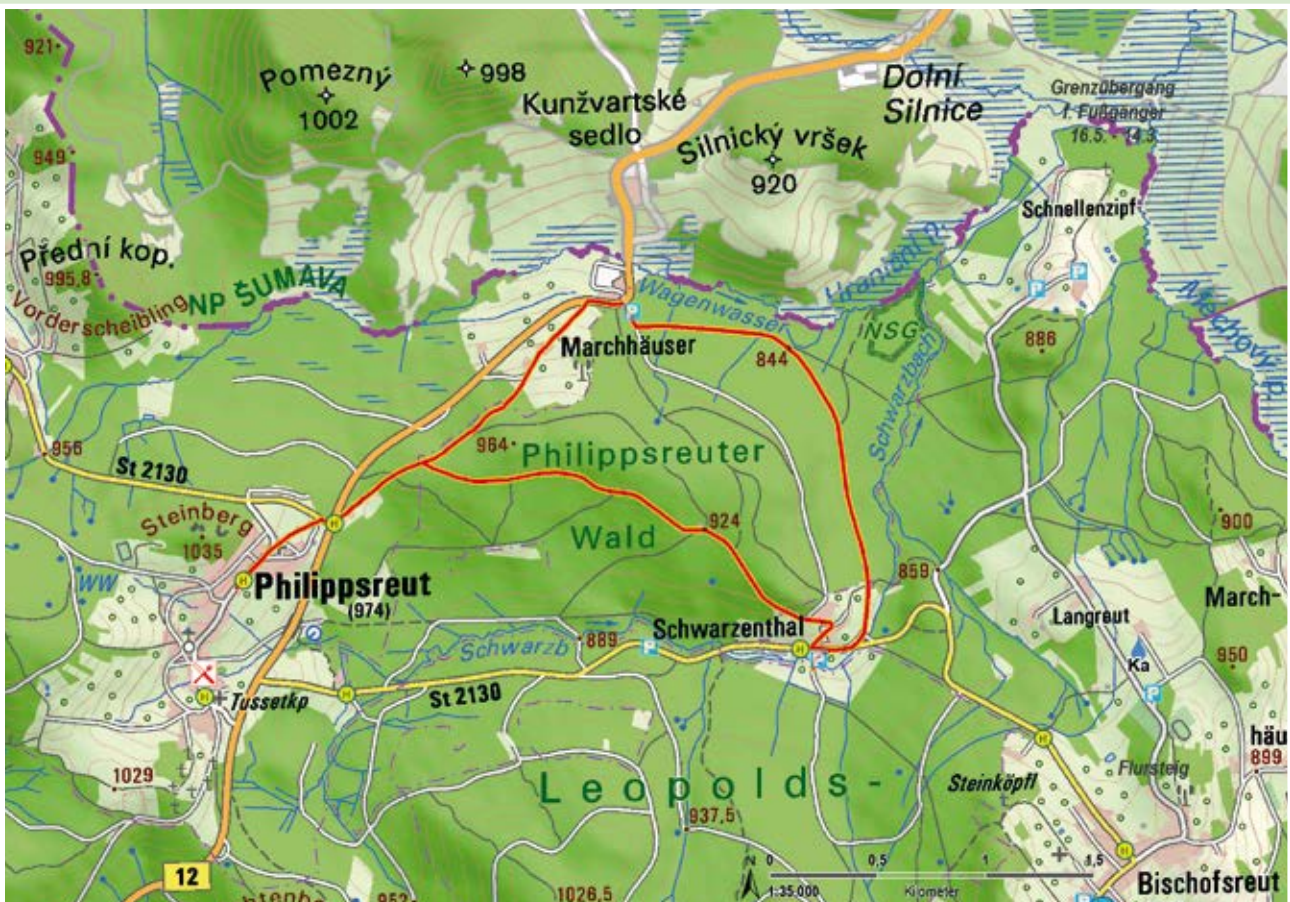 921
Pomezný
1002
998
Kunžvartské
sedlo
Dolní
Silnice
Grenzübergang
f. Fußgänger
16.5. - 14.3.
949
Silnický vršek
920
Schnellenzipf
P
P
Přední kop.
995,8
Vorderscheibling
NP ŠUMAVA
Wagenwasser
Hraniční p.
Mechový p.
P
NSG
Marchhäuser
844
886
Schwarzbach
964
Philippsreuter
956
St 2130
Steinberg
1035
H
924
Wald
900
WW
H
Philippsreut
(974)
859
Langreut
March-
Schwarzenthal
889
P
H
P
Schwarzb
Ka
950
P
Tussetkp
H
H
St 2130
H
häu
899
1029
Leopolds-
Steinköpfl
Flursteig
937,5
H
12
N
0
0,5
1
1,5
1:35.000
Kilometer
1026,5
Bischofsreut